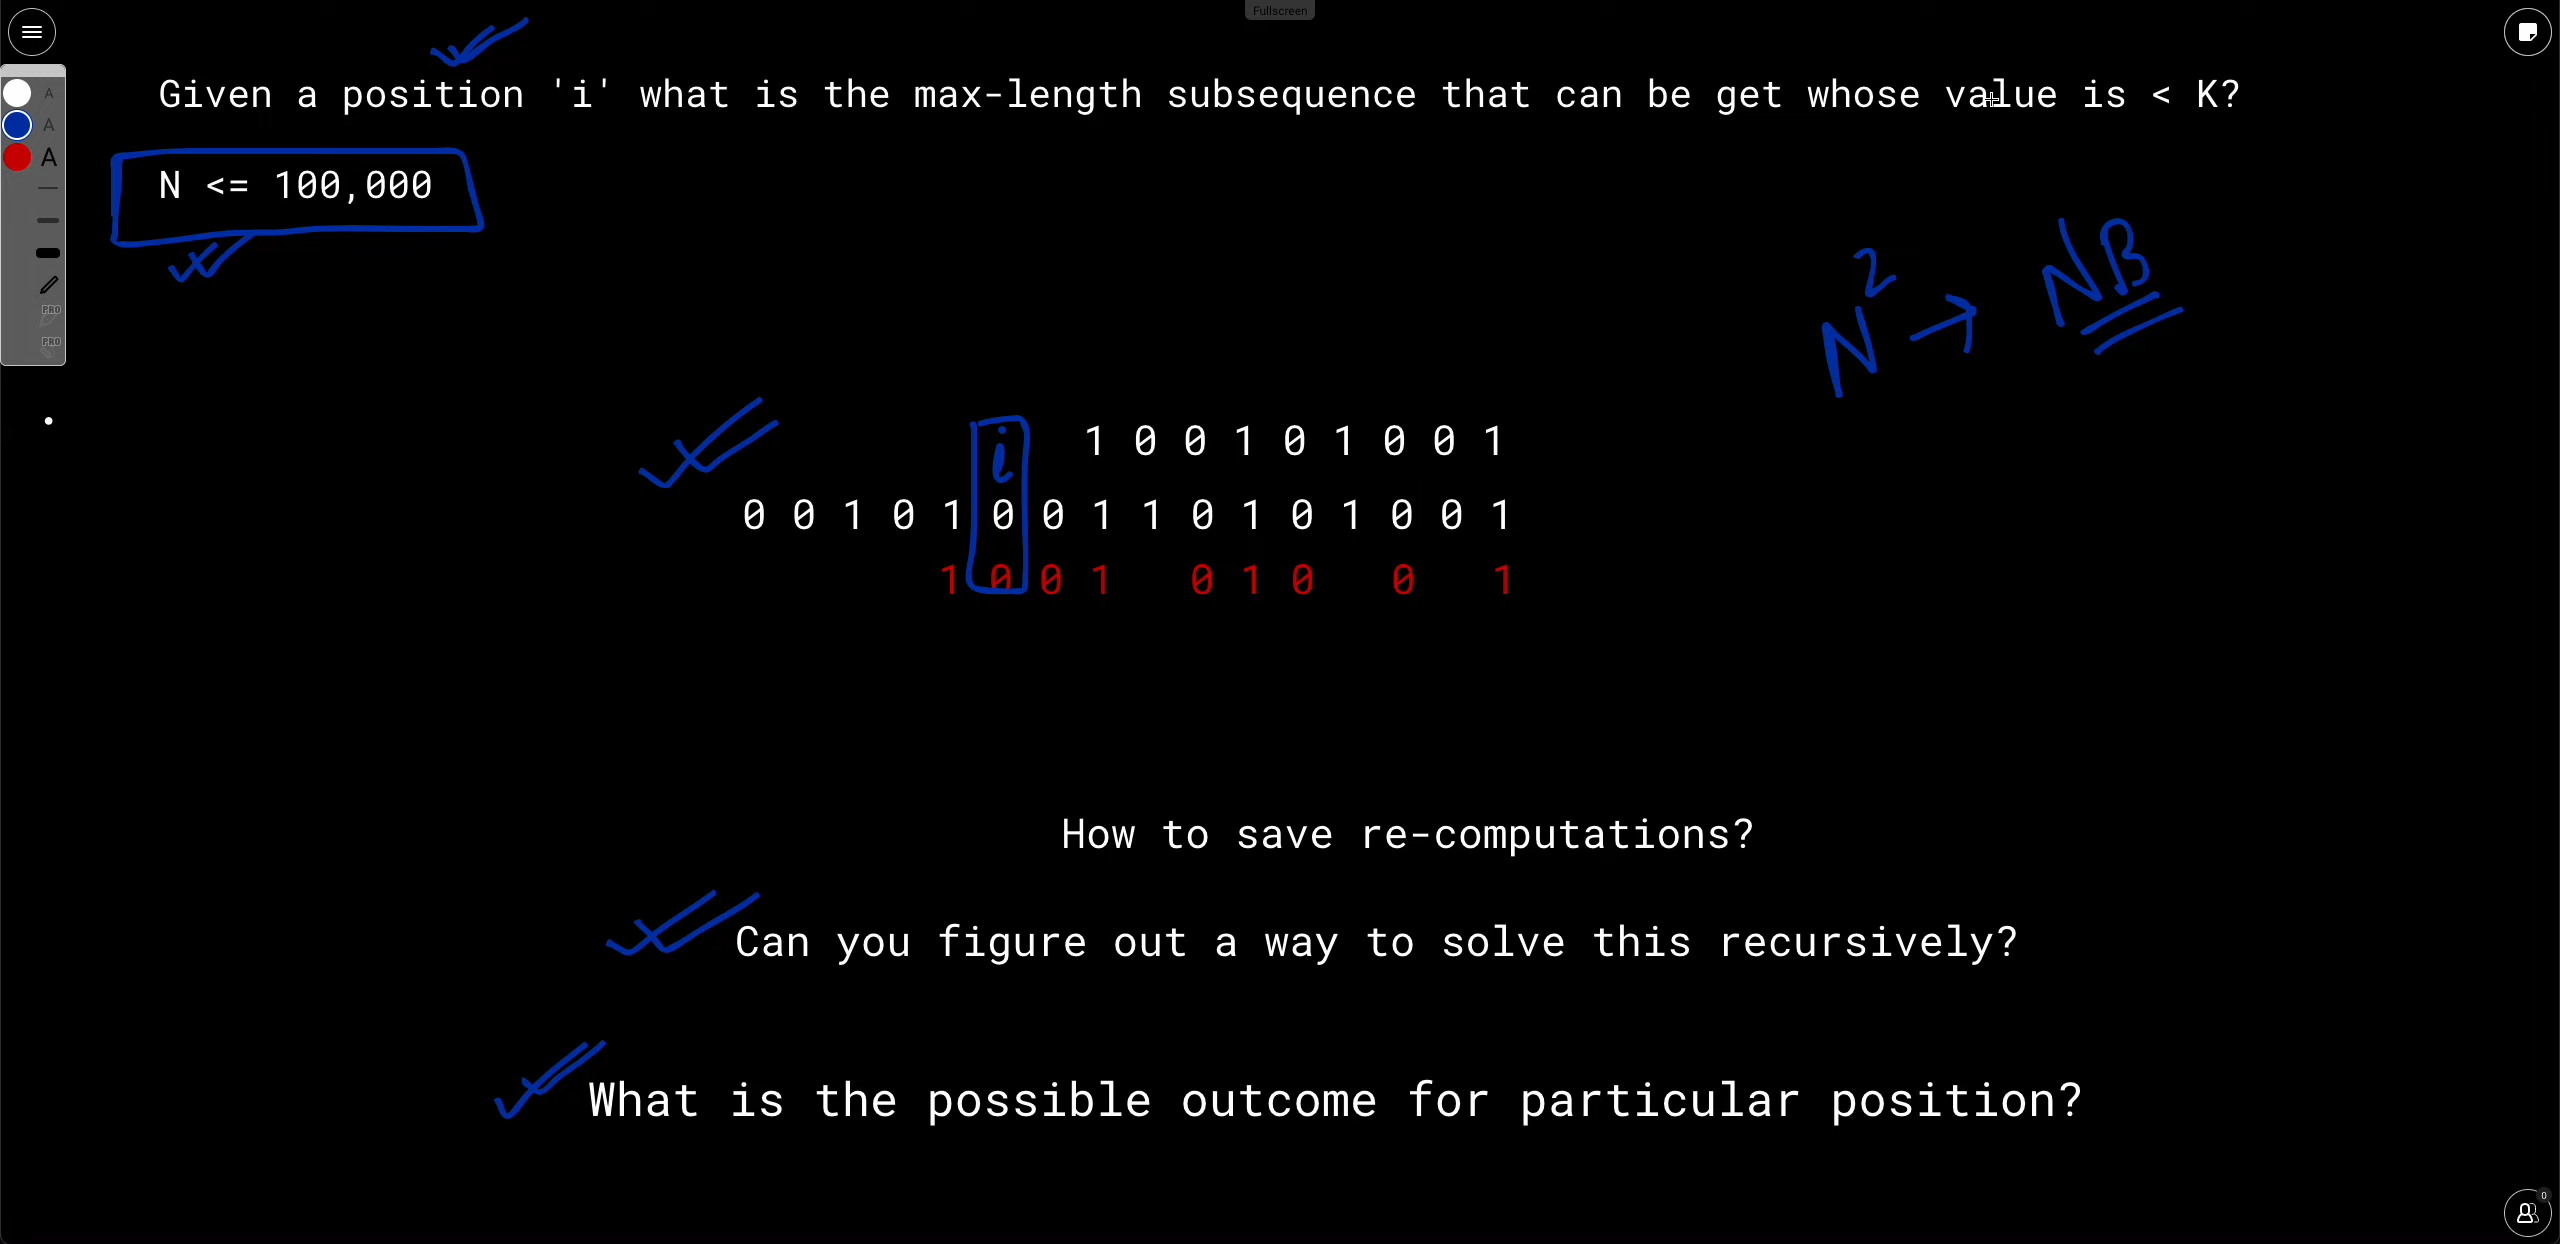 Fullscreen
Given a position 'i' what is the max-length subsequence that can be get whose value is < K?
A
A
A
N <= 100,000
N² → NB
PRO
PRO
i 1 0 0 1 0 1 0 0 1
0 0 1 0 1 0 0 1 1 0 1 0 1 0 0 1
1 0 0 1 0 1 0 0 1
How to save re-computations?
Can you figure out a way to solve this recursively?
What is the possible outcome for particular position?
0